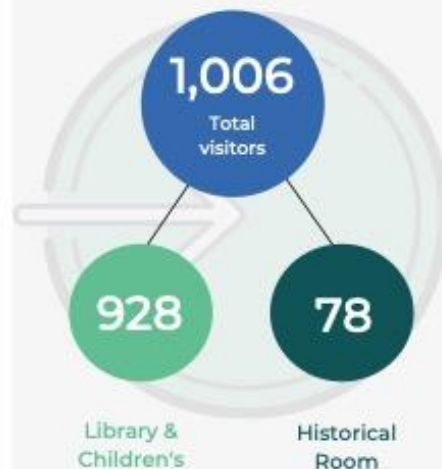 1,006
Total
visitors
928
78
Library &
Children's
Historical
Room